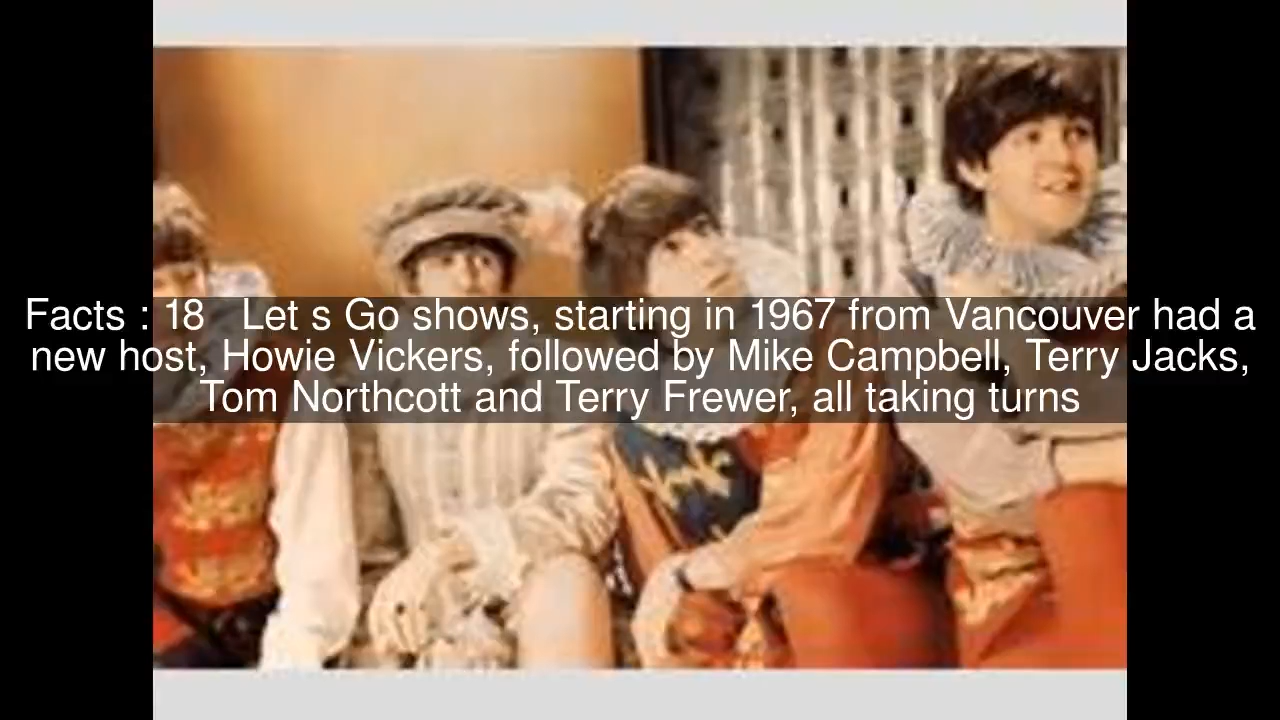 Facts : 18   Let s Go shows, starting in 1967 from Vancouver had a
new host, Howie Vickers, followed by Mike Campbell, Terry Jacks,
Tom Northcott and Terry Frewer, all taking turns